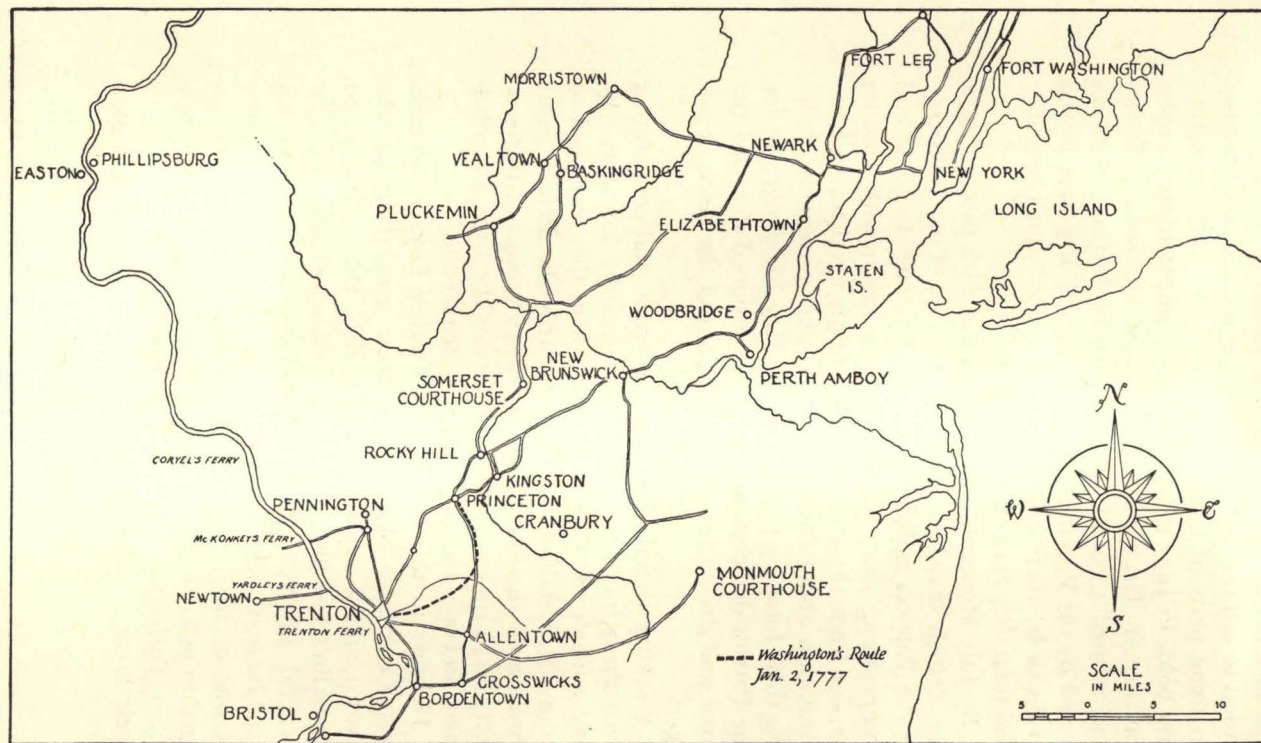 FORT LEE
FORT WASHINGTON
MORRISTOWN
NEWARK
VEALTOWN
BASKINGRIDGE
NEW YORK
PHILLIPSBURG
EASTON
PLUCKEMIN
ELIZABETHTOWN
LONG ISLAND
STATEN
IS.
WOODBRIDGE
NEW
BRUNSWICK
PERTH AMBOY
SOMERSET
COURTHOUSE
ROCKY HILL
CORYEL'S FERRY
KINGSTON
PRINCETON
PENNINGTON
CRANBURY
MCKONKEYS FERRY
YARDLEYS FERRY
NEWTOWN
TRENTON
TRENTON FERRY
MONMOUTH
COURTHOUSE
ALLENTOWN
CROSSWICKS
BORDENTOWN
BRISTOL
Washington's Route
Jan. 2, 1777
N
W
E
S
SCALE
IN MILES
5 0 5 10